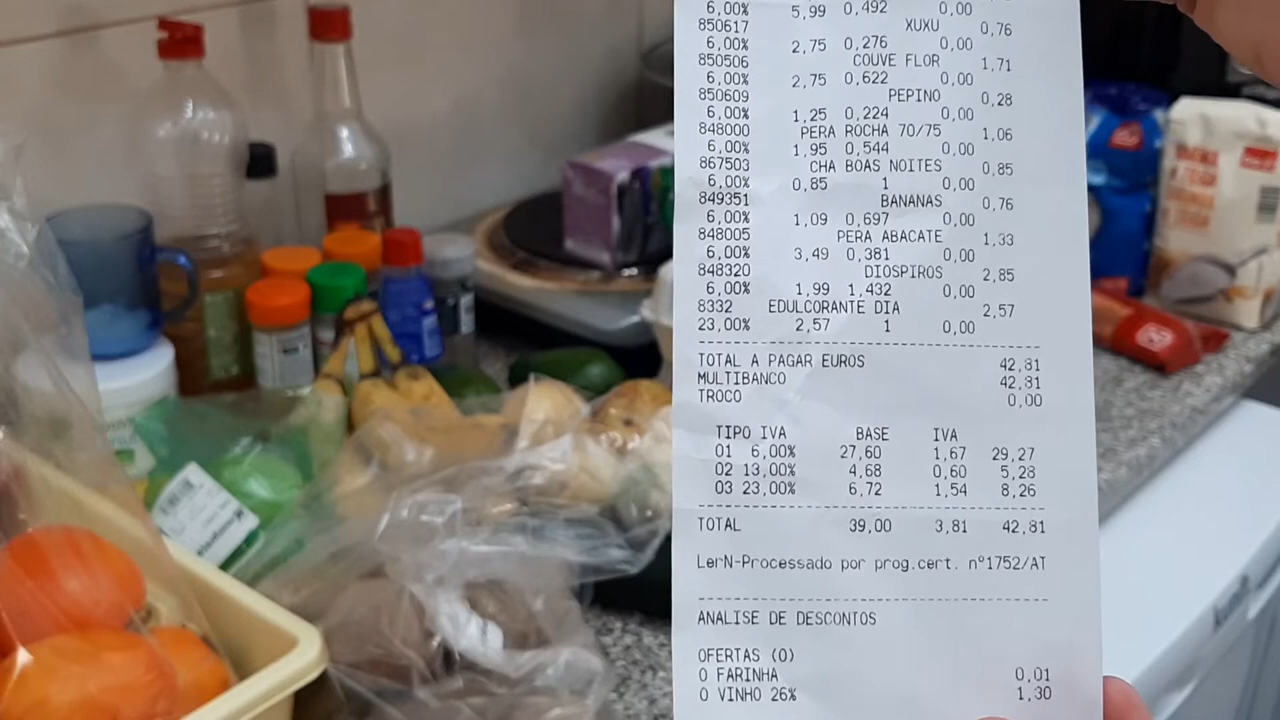 6,00% 5,99 0,492 0,00
850617 XUXU 0,76
6,00% 2,75 0,276 0,00
850506 COUVE FLOR 1,71
6,00% 2,75 0,622 0,00
850609 PEPINO 0,28
6,00% 1,25 0,224 0,00
848000 PERA ROCHA 70/75 1,06
6,00% 1,95 0,544 0,00
867503 CHA BOAS NOITES 0,85
6,00% 0,85 1 0,00
849351 BANANAS 0,76
6,00% 1,09 0,697 0,00
848005 PERA ABACATE 1,33
6,00% 3,49 0,381 0,00
848320 DIOSPIROS 2,85
6,00% 1,99 1,432 0,00
8332 EDULCORANTE DIA 2,57
23,00% 2,57 1 0,00
TOTAL A PAGAR EUROS 42,81
MULTIBANCO 42,81
TROCO 0,00
TIPO IVA BASE IVA
01 6,00% 27,60 1,67 29,27
02 13,00% 4,68 0,60 5,28
03 23,00% 6,72 1,54 8,26
TOTAL 39,00 3,81 42,81
LerN-Processado por prog.cert. nº1752/AT
ANALISE DE DESCONTOS
OFERTAS (O)
O FARINHA 0,01
O VINHO 26% 1,30